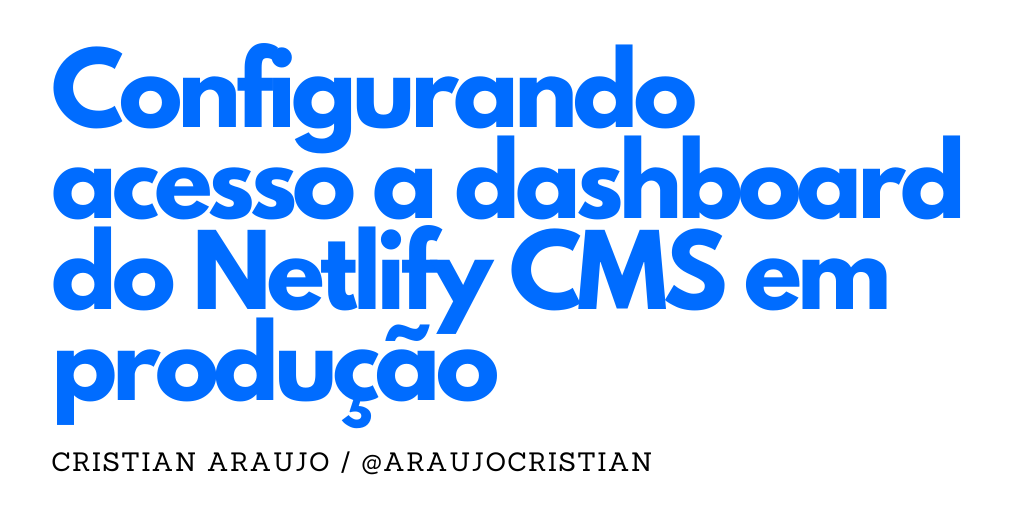 Configurando
acesso a dashboard
do Netlify CMS em
produção
CRISTIAN ARAUJO / @ARAUJOCRISTIAN